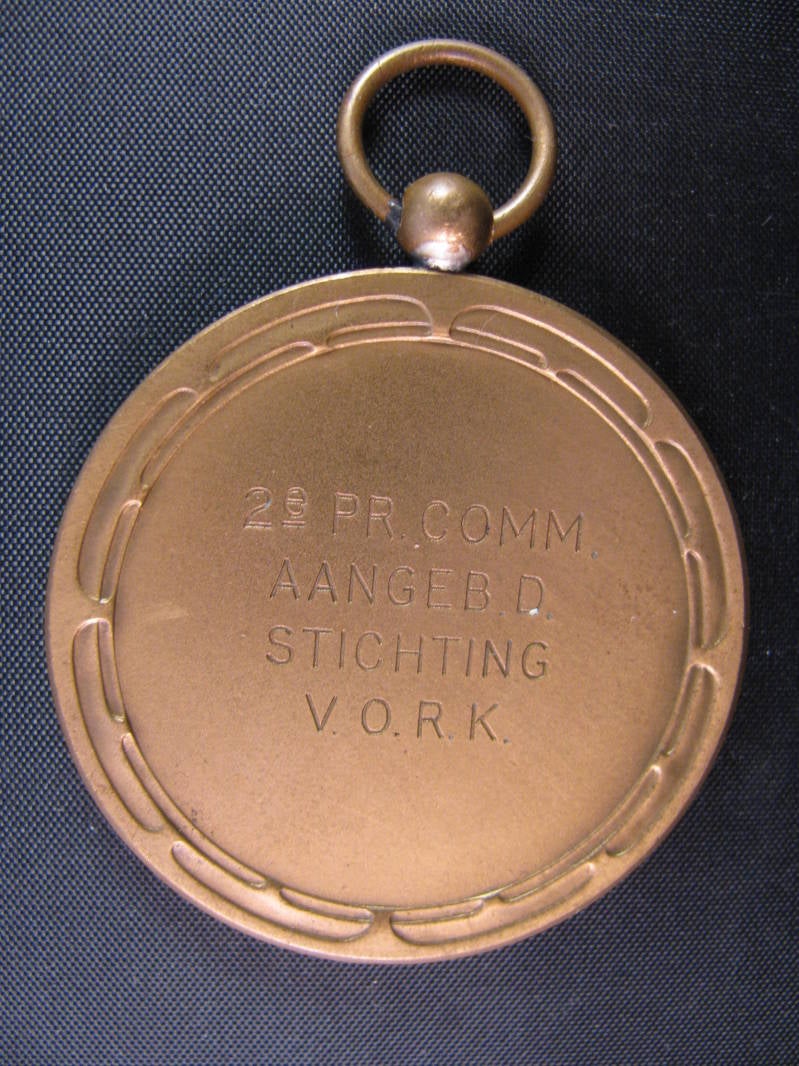 2e PR. COMM.
AANGEB. D.
STICHTING
V. O. R. K.